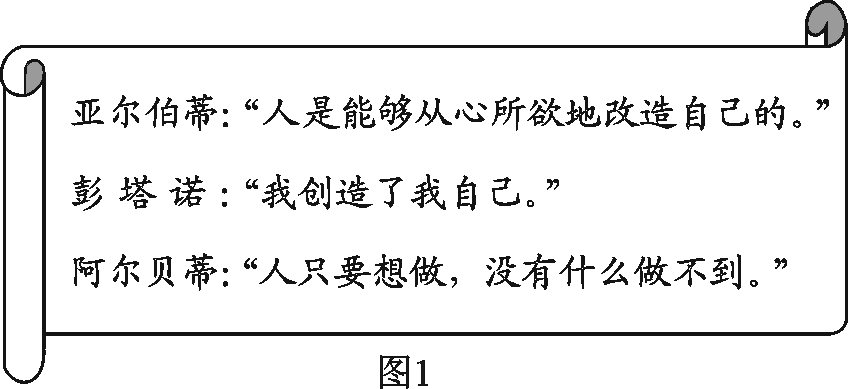 亚尔伯蒂：“人是能够从心所欲地改造自己的。”
彭塔诺：“我创造了我自己。”
阿尔贝蒂：“人只要想做，没有什么做不到。”
图1